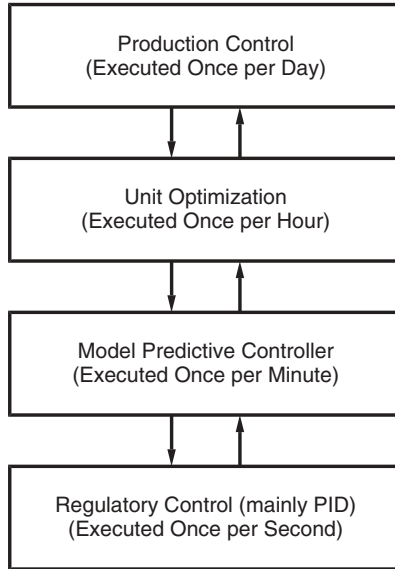 Production Control
(Executed Once per Day)
Unit Optimization
(Executed Once per Hour)
Model Predictive Controller
(Executed Once per Minute)
Regulatory Control (mainly PID)
(Executed Once per Second)